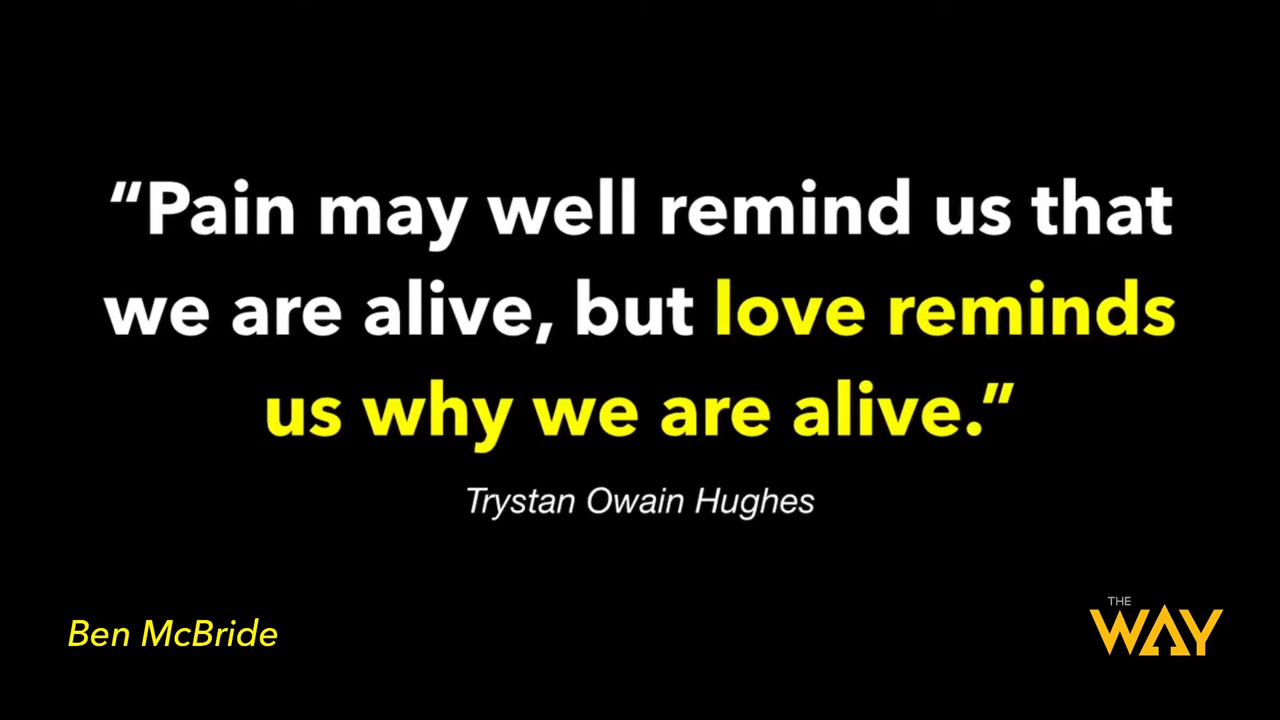 “Pain may well remind us that
we are alive, but love reminds
us why we are alive.”
Trystan Owain Hughes
Ben McBride
THE
WAY